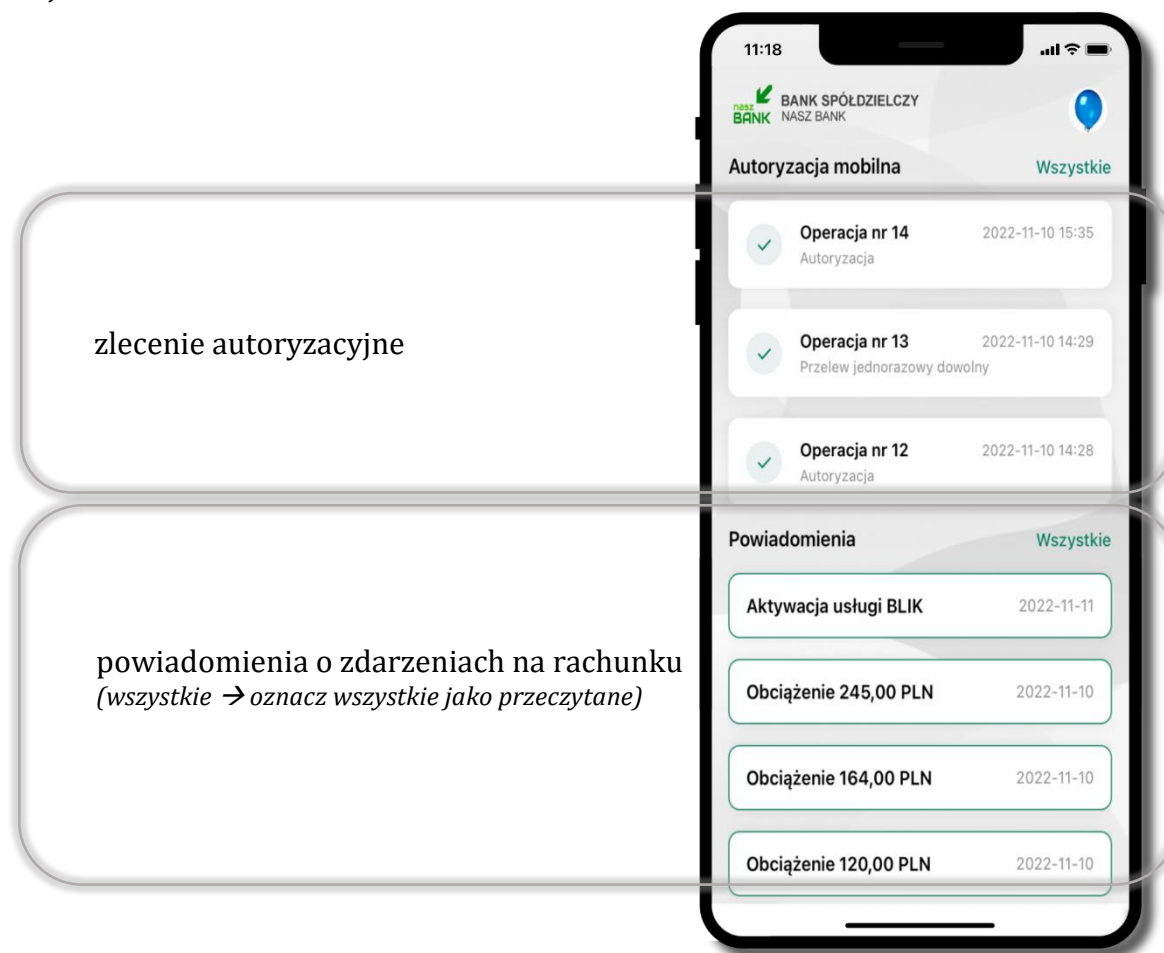 11:18
nasz BANK
BANK SPÓŁDZIELCZY
NASZ BANK
Autoryzacja mobilna Wszystkie
Operacja nr 14 2022-11-10 15:35
Autoryzacja
zlecenie autoryzacyjne
Operacja nr 13 2022-11-10 14:29
Przelew jednorazowy dowolny
Operacja nr 12 2022-11-10 14:28
Autoryzacja
Powiadomienia Wszystkie
Aktywacja usługi BLIK 2022-11-11
powiadomienia o zdarzeniach na rachunku
(wszystkie → oznacz wszystkie jako przeczytane)
Obciążenie 245,00 PLN 2022-11-10
Obciążenie 164,00 PLN 2022-11-10
Obciążenie 120,00 PLN 2022-11-10